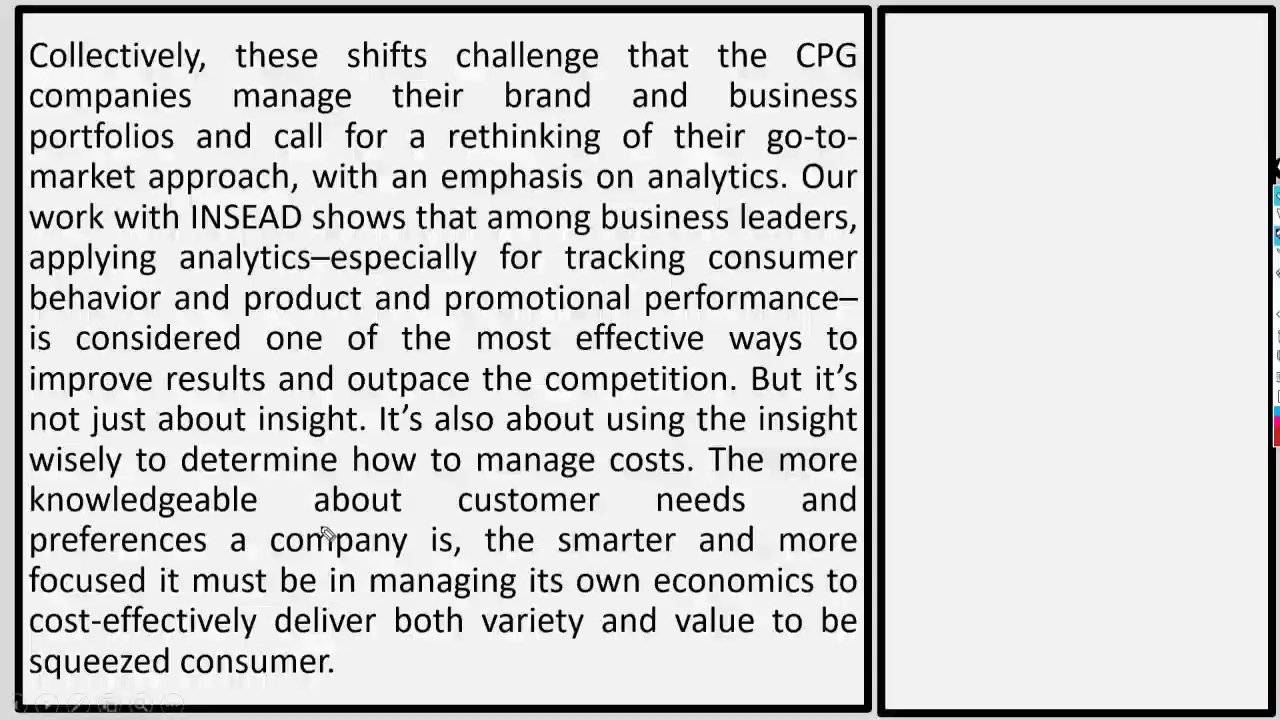 Collectively, these shifts challenge that the CPG
companies manage their brand and business
portfolios and call for a rethinking of their go-to-
market approach, with an emphasis on analytics. Our
work with INSEAD shows that among business leaders,
applying analytics–especially for tracking consumer
behavior and product and promotional performance–
is considered one of the most effective ways to
improve results and outpace the competition. But it’s
not just about insight. It’s also about using the insight
wisely to determine how to manage costs. The more
knowledgeable about customer needs and
preferences a company is, the smarter and more
focused it must be in managing its own economics to
cost-effectively deliver both variety and value to be
squeezed consumer.